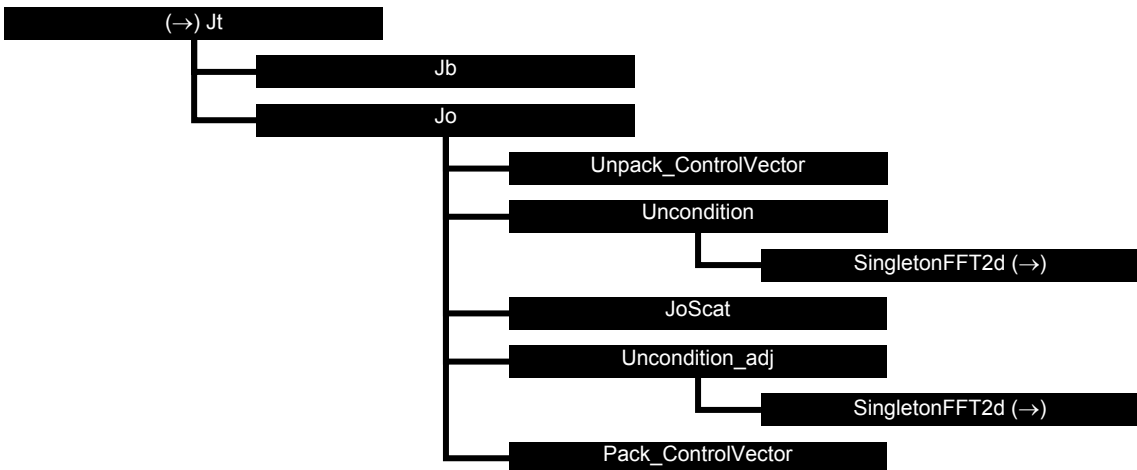 (→) Jt
Jb
Jo
Unpack_ControlVector
Uncondition
SingletonFFT2d (→)
JoScat
Uncondition_adj
SingletonFFT2d (→)
Pack_ControlVector